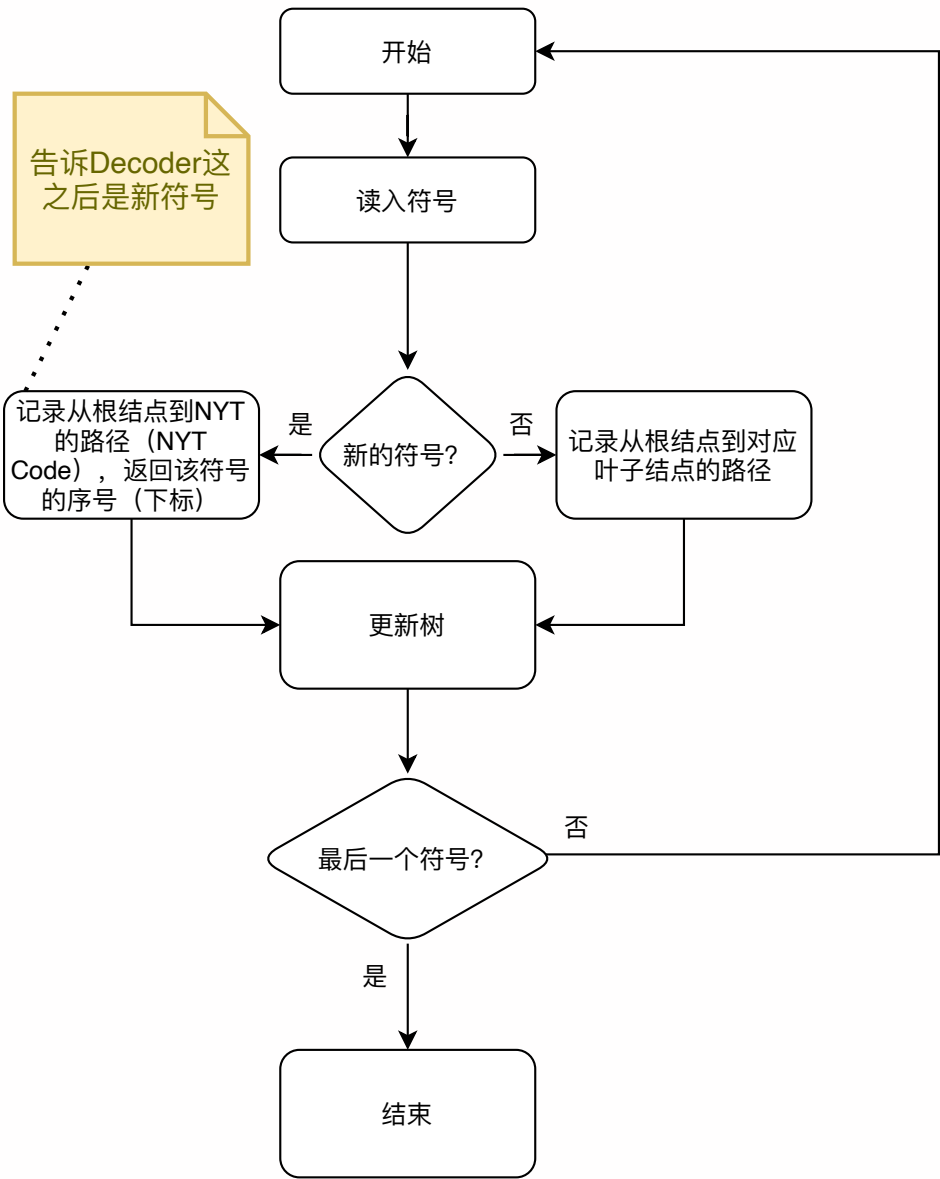 开始
告诉Decoder这
之后是新符号
读入符号
记录从根结点到NYT
的路径（NYT
Code），返回该符号
的序号（下标）
是
新的符号?
否
记录从根结点到对应
叶子结点的路径
更新树
最后一个符号?
否
是
结束